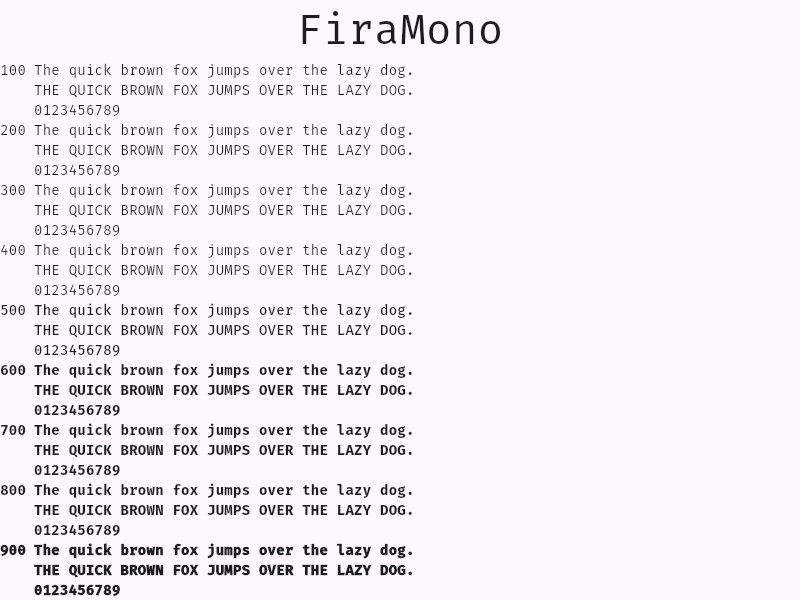 FiraMono
100 The quick brown fox jumps over the lazy dog.
THE QUICK BROWN FOX JUMPS OVER THE LAZY DOG.
0123456789
200 The quick brown fox jumps over the lazy dog.
THE QUICK BROWN FOX JUMPS OVER THE LAZY DOG.
0123456789
300 The quick brown fox jumps over the lazy dog.
THE QUICK BROWN FOX JUMPS OVER THE LAZY DOG.
0123456789
400 The quick brown fox jumps over the lazy dog.
THE QUICK BROWN FOX JUMPS OVER THE LAZY DOG.
0123456789
500 The quick brown fox jumps over the lazy dog.
THE QUICK BROWN FOX JUMPS OVER THE LAZY DOG.
0123456789
600 The quick brown fox jumps over the lazy dog.
THE QUICK BROWN FOX JUMPS OVER THE LAZY DOG.
0123456789
700 The quick brown fox jumps over the lazy dog.
THE QUICK BROWN FOX JUMPS OVER THE LAZY DOG.
0123456789
800 The quick brown fox jumps over the lazy dog.
THE QUICK BROWN FOX JUMPS OVER THE LAZY DOG.
0123456789
900 The quick brown fox jumps over the lazy dog.
THE QUICK BROWN FOX JUMPS OVER THE LAZY DOG.
0123456789